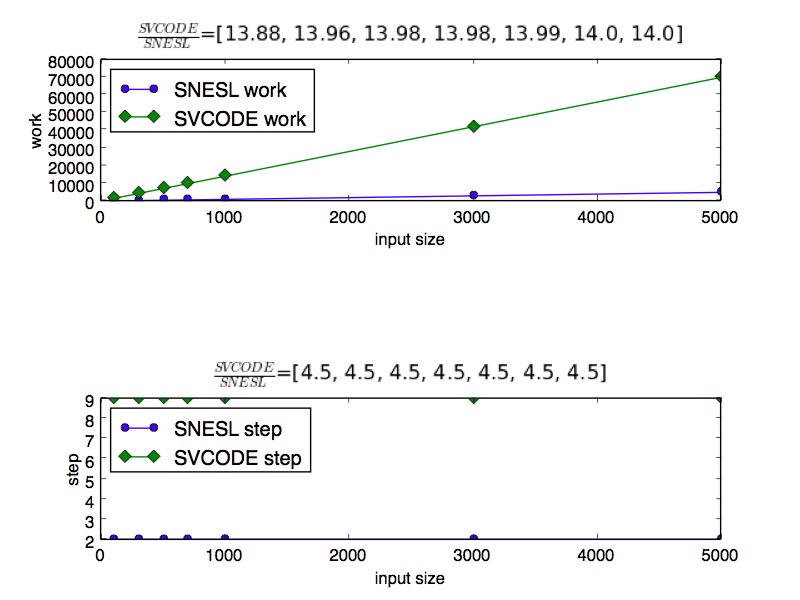 SVCODE
SNESL =[13.88, 13.96, 13.98, 13.98, 13.99, 14.0, 14.0]
80000
70000
60000
50000
40000
30000
20000
10000
0
work
SNESL work
SVCODE work
0 1000 2000 3000 4000 5000
input size
SVCODE
SNESL =[4.5, 4.5, 4.5, 4.5, 4.5, 4.5, 4.5]
9
8
7
6
5
4
3
2
step
SNESL step
SVCODE step
0 1000 2000 3000 4000 5000
input size